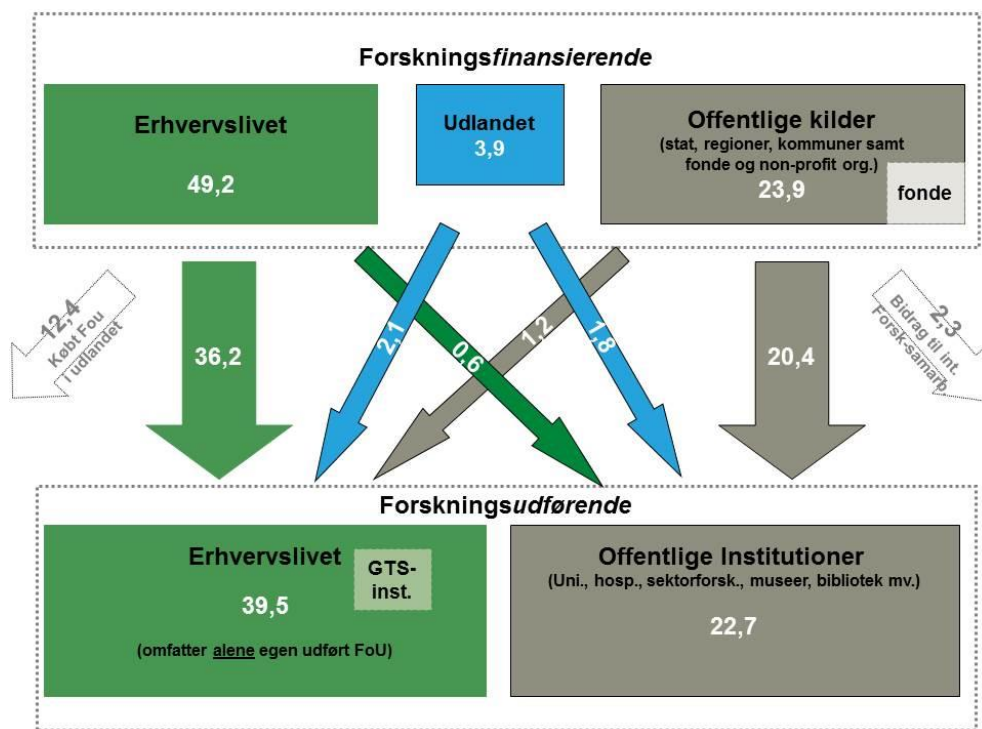 Forskningsfinansierende
Erhvervslivet
49,2
Udlandet
3,9
Offentlige kilder
(stat, regioner, kommuner samt
fonde og non-profit org.)
23,9
fonde
12,4
Købt Fou
i udlandet
36,2
2,1
0,6
1,2
1,8
20,4
2,3
Bidrag til int.
Forsk-samarb.
Forskningsudførende
Erhvervslivet
GTS-
inst.
39,5
(omfatter alene egen udført FoU)
Offentlige Institutioner
(Uni., hosp., sektorforsk., museer, bibliotek mv.)
22,7